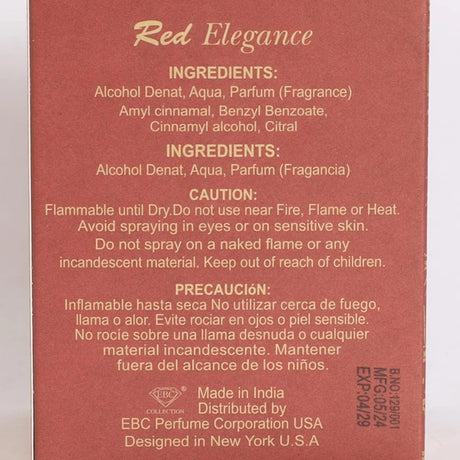 Red Elegance
INGREDIENTS:
Alcohol Denat, Aqua, Parfum (Fragrance)
Amyl cinnamal, Benzyl Benzoate,
Cinnamyl alcohol, Citral
INGREDIENTS:
Alcohol Denat, Aqua, Parfum (Fragancia)
CAUTION:
Flammable until Dry.Do not use near Fire, Flame or Heat.
Avoid spraying in eyes or on sensitive skin.
Do not spray on a naked flame or any
incandescent material. Keep out of reach of children.
PRECAUCIóN:
Inflamable hasta seca No utilizar cerca de fuego,
llama o alor. Evite rociar en ojos o piel sensible.
No rocíe sobre una llama desnuda o cualquier
material incandescente. Mantener
fuera del alcance de los niños.
EBC
COLLECTION
Made in India
Distributed by
EBC Perfume Corporation USA
Designed in New York U.S.A
B.NO:1291001
MFG:05/24
EXP:04/29